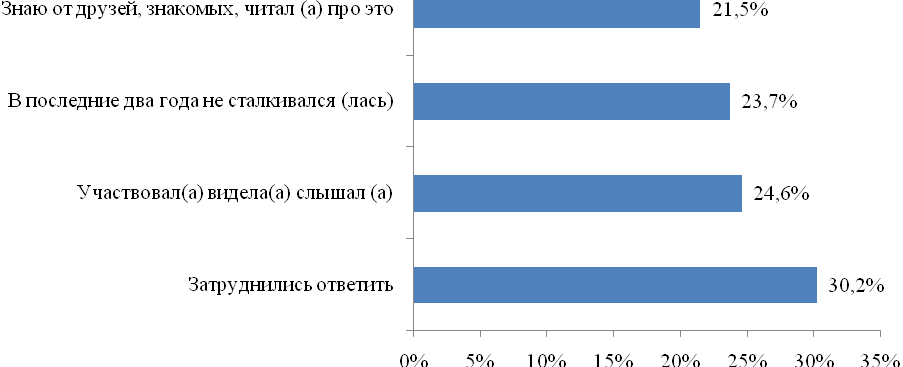 Знаю от друзей, знакомых, читал (а) про это
21,5%
В последние два года не сталкивался (лась)
23,7%
Участвовал(а) видела(а) слышал (а)
24,6%
Затруднились ответить
30,2%
0% 5% 10% 15% 20% 25% 30% 35%